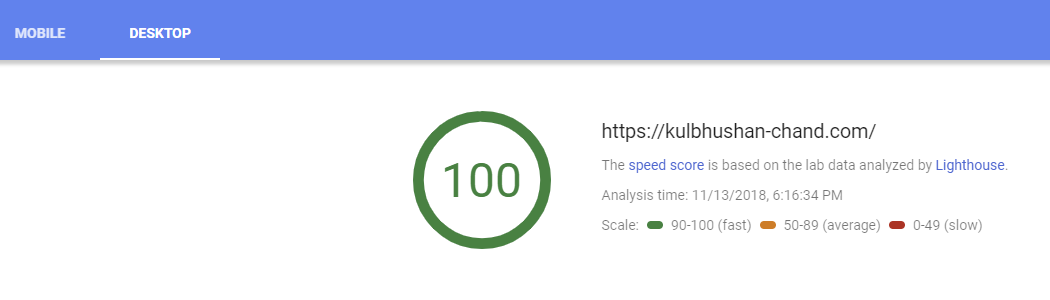 MOBILE DESKTOP
100
https://kulbhushan-chand.com/
The speed score is based on the lab data analyzed by Lighthouse.
Analysis time: 11/13/2018, 6:16:34 PM
Scale: 90-100 (fast) 50-89 (average) 0-49 (slow)